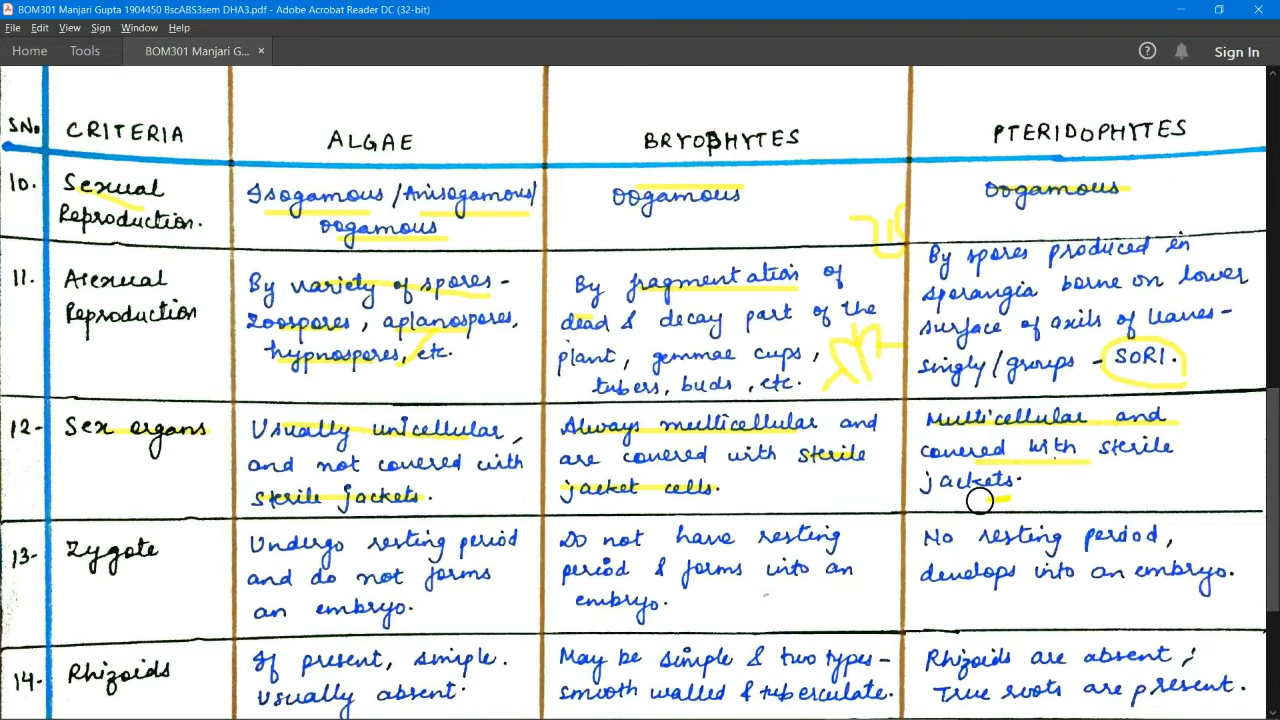 BOM301 Manjari Gupta 1904450 BscABS3sem DHA3.pdf - Adobe Acrobat Reader DC (32-bit)
File Edit View Sign Window Help
Home Tools BOM301 Manjari G... × ? Sign In
SNo. CRITERIA ALGAE BRYOPHYTES PTERIDOPHYTES
10. Sexual Reproduction.
Isogamous/Anisogamous/
oogamous
Oogamous
Oogamous
11. Asexual
Reproduction
By variety of spores -
Zoospores, aplanospores,
hypnospores, etc.
By fragmentation of
dead & decay part of the
plant, gemmae cups,
tubers, buds, etc.
By spores produced in
sporangia borne on lower
surface of axils of leaves -
singly/groups - SORI.
12- Sex organs
Usually unicellular,
and not covered with
sterile jackets.
Always multicellular and
are covered with sterile
jacket cells.
Multicellular and
covered with sterile
jackets.
13- Zygote
Undergo resting period
and do not forms
an embryo.
Do not have resting
period & forms into an
embryo.
No resting period,
develops into an embryo.
14- Rhizoids
If present, simple.
Usually absent.
May be simple & two types -
smooth walled & tuberculate.
Rhizoids are absent;
True roots are present.